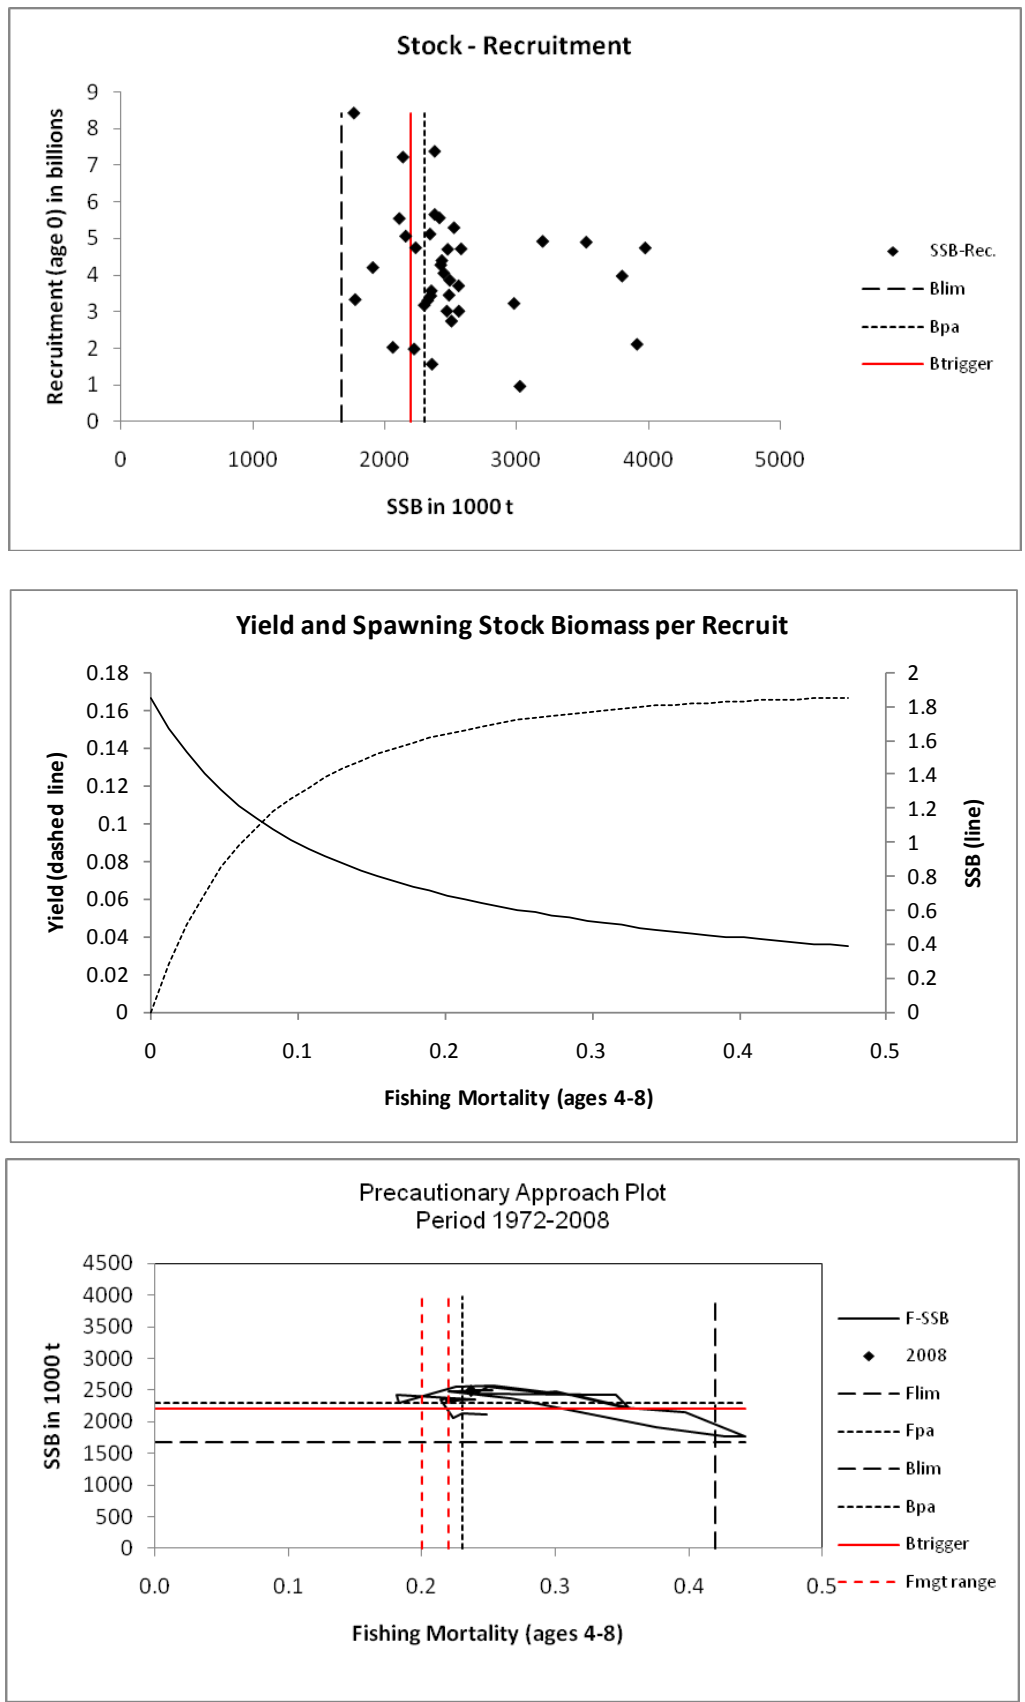 Stock - Recruitment
Recruitment (age 0) in billions
9
8
7
6
5
4
3
2
1
0
0 1000 2000 3000 4000 5000
SSB in 1000 t
SSB-Rec.
Blim
Bpa
Btrigger
Yield and Spawning Stock Biomass per Recruit
Yield (dashed line)
0.18
0.16
0.14
0.12
0.1
0.08
0.06
0.04
0.02
0
2
1.8
1.6
1.4
1.2
1
0.8
0.6
0.4
0.2
0
SSB (line)
0 0.1 0.2 0.3 0.4 0.5
Fishing Mortality (ages 4-8)
Precautionary Approach Plot
Period 1972-2008
SSB in 1000 t
4500
4000
3500
3000
2500
2000
1500
1000
500
0
0.0 0.1 0.2 0.3 0.4 0.5
Fishing Mortality (ages 4-8)
F-SSB
2008
Flim
Fpa
Blim
Bpa
Btrigger
Fmgt range